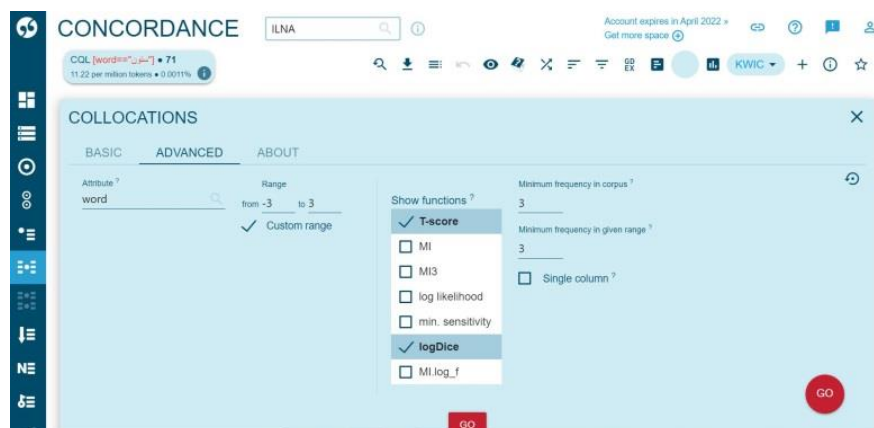 CONCORDANCE
ILNA
Account expires in April 2022 »
Get more space
CQL [word=="ستون"] • 71
11.22 per million tokens • 0.0011%
GD
EX
KWIC
COLLOCATIONS
BASIC ADVANCED ABOUT
Attribute ?
word
Range
from -3 to 3
Custom range
Show functions ?
T-score
MI
MI3
log likelihood
min. sensitivity
logDice
MI.log_f
Minimum frequency in corpus ?
3
Minimum frequency in given range ?
3
Single column ?
GO
GO